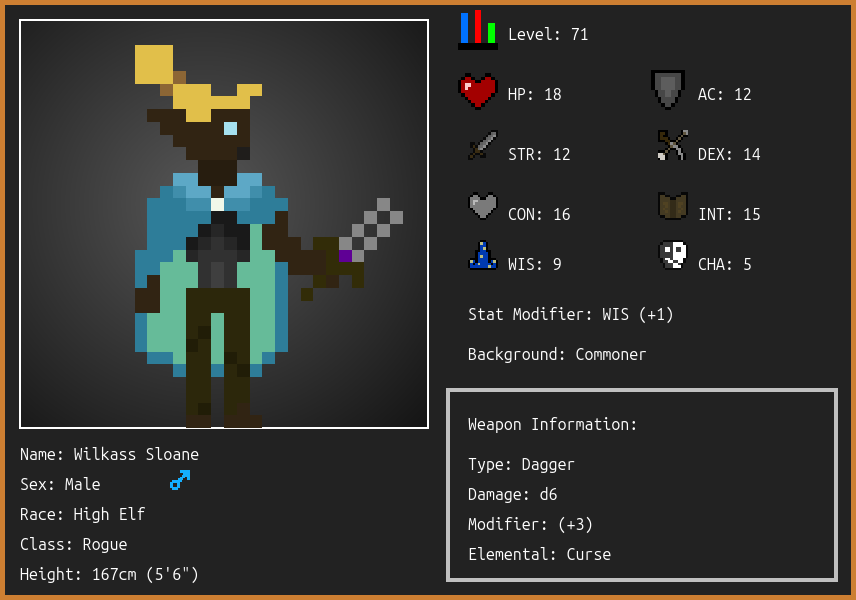 Level: 71
HP: 18
AC: 12
STR: 12
DEX: 14
CON: 16
INT: 15
WIS: 9
CHA: 5
Stat Modifier: WIS (+1)
Background: Commoner
Weapon Information:
Type: Dagger
Damage: d6
Modifier: (+3)
Elemental: Curse
Name: Wilkass Sloane
Sex: Male
Race: High Elf
Class: Rogue
Height: 167cm (5'6")